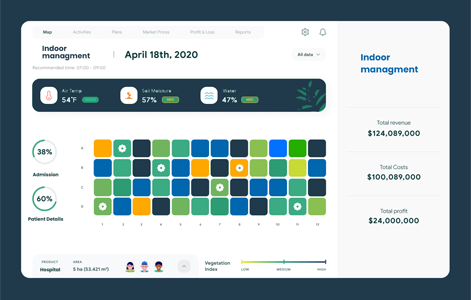 Map Activities Plans Market Prices Profit & Loss Reports
Indoor
managment
April 18th, 2020
All data
Recommended time: 07:00 - 09:00
Air Temp
54°F
Soil Moisture
57%
Water
47%
38%
Admission
60%
Patient Details
A
B
C
D
1 2 3 4 5 6 7 8 9 10 11 12
PRODUCT
Hospital
AREA
5 ha (53.421 m²)
Vegetation
Index
LOW MEDIUM HIGH
Indoor
managment
Total revenue
$124,089,000
Total Costs
$100,089,000
Total profit
$24,000,000